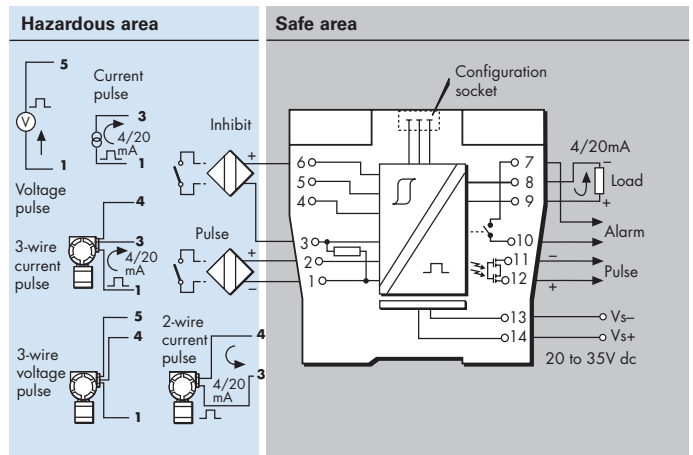 Hazardous area
Safe area
5
V
1
Voltage
pulse
Current
pulse
3
4/20
mA
1
Inhibit
+
Configuration
socket
4
3-wire
current
pulse
3
4/20
mA
1
Pulse
+
−
5
4
3-wire
voltage
pulse
1
2-wire
current
pulse
4
4/20
mA
3
6
5
4
3
2
1
7
8
9
10
11
12
13
14
4/20mA
−
Load
+
Alarm
−
Pulse
+
Vs−
Vs+
20 to 35V dc